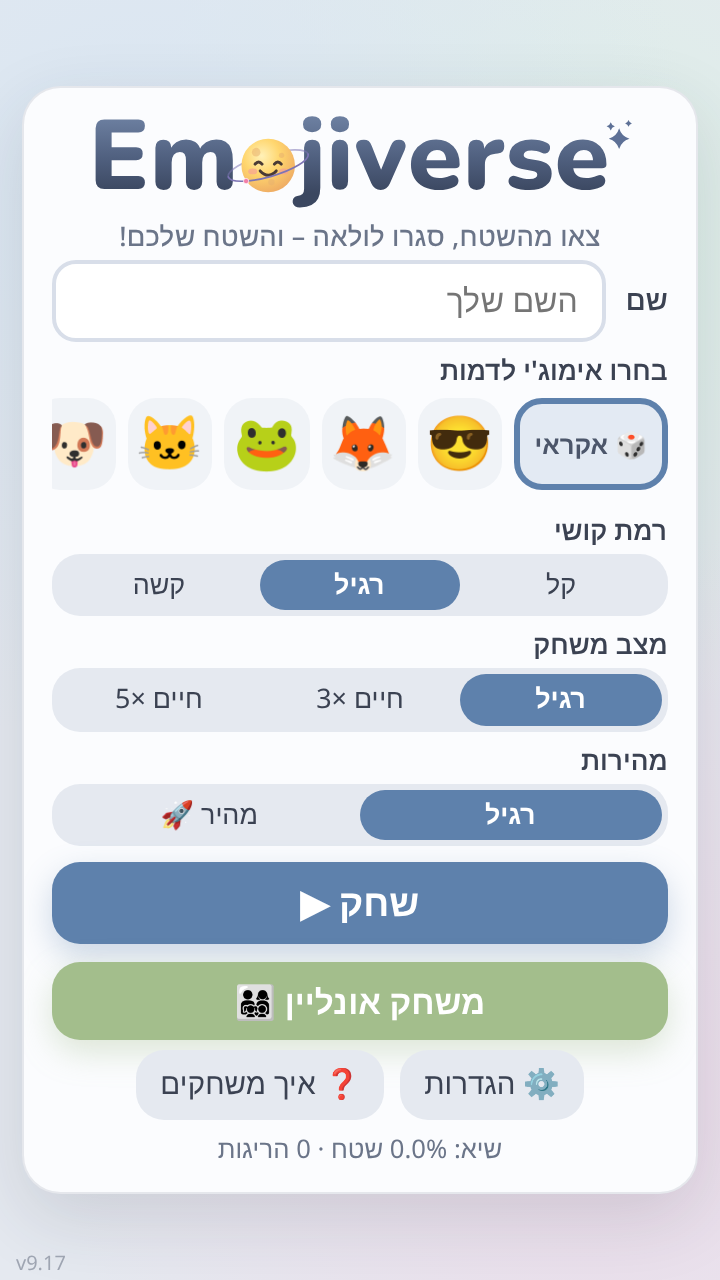 Emojiverse
צאו מהשטח, סגרו לולאה – והשטח שלכם!
שם
השם שלך
בחרו אימוג'י לדמות
🎲 אקראי
רמת קושי
קל
רגיל
קשה
מצב משחק
רגיל
חיים ×3
חיים ×5
מהירות
רגיל
מהיר 🚀
שחק ▶
משחק אונליין 👨‍👩‍👧‍👦
⚙️ הגדרות
❓ איך משחקים
שיא: 0.0% שטח · 0 הריגות
v9.17